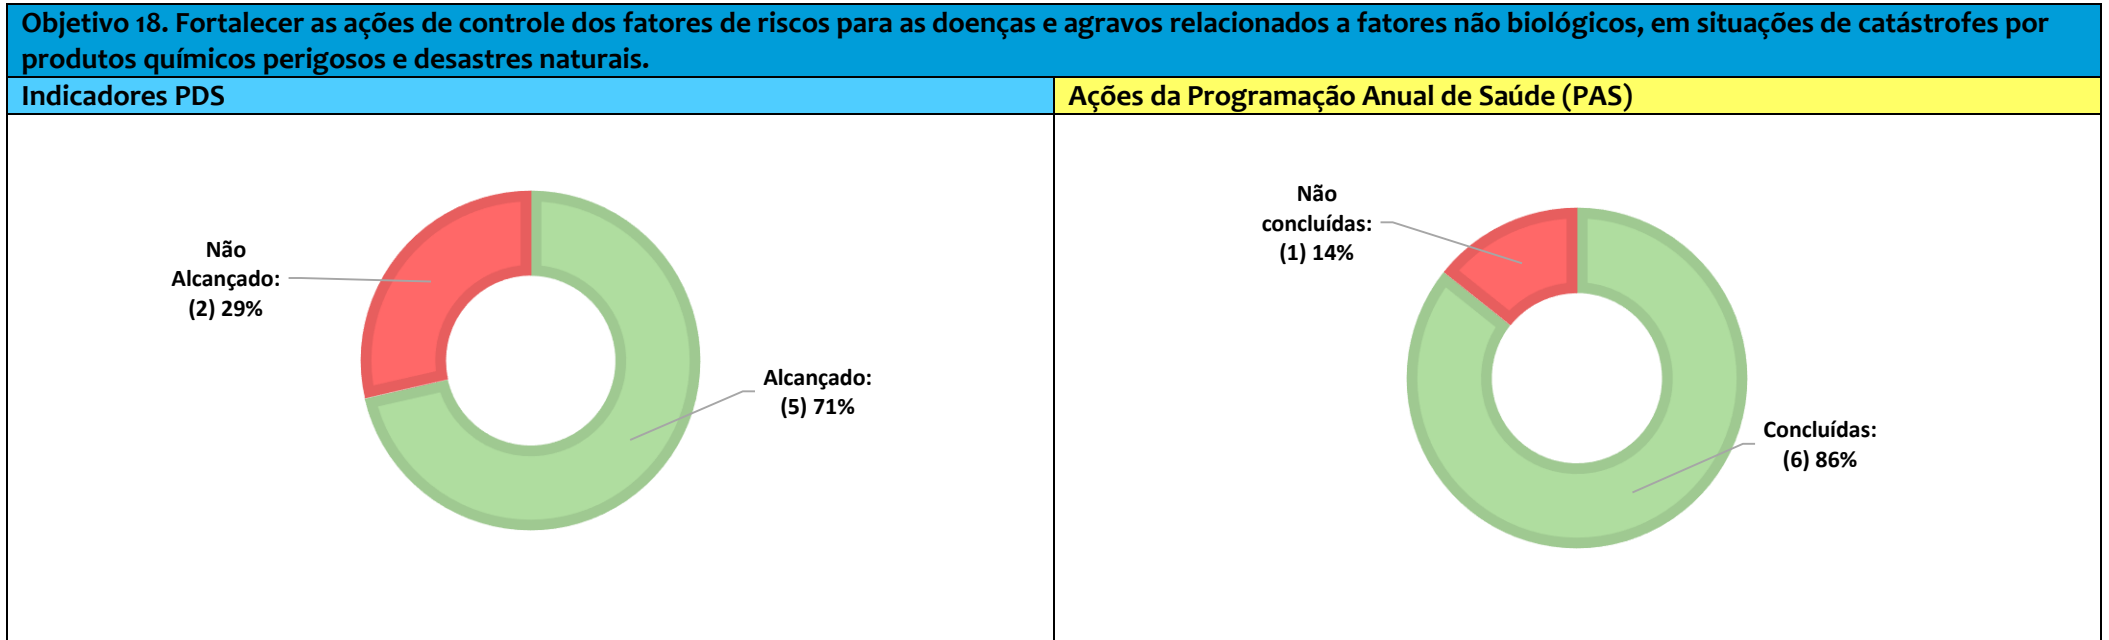 Objetivo 18. Fortalecer as ações de controle dos fatores de riscos para as doenças e agravos relacionados a fatores não biológicos, em situações de catástrofes por
produtos químicos perigosos e desastres naturais.
Indicadores PDS
Ações da Programação Anual de Saúde (PAS)
Não
Alcançado:
(2) 29%
Alcançado:
(5) 71%
Não
concluídas:
(1) 14%
Concluídas:
(6) 86%